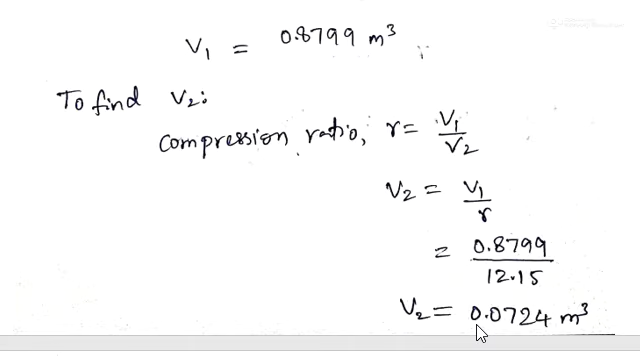 V₁ = 0.8799 m³
To find V₂:
compression ratio, r = V₁/V₂
V₂ = V₁/r
= 0.8799/12.15
V₂ = 0.0724 m³